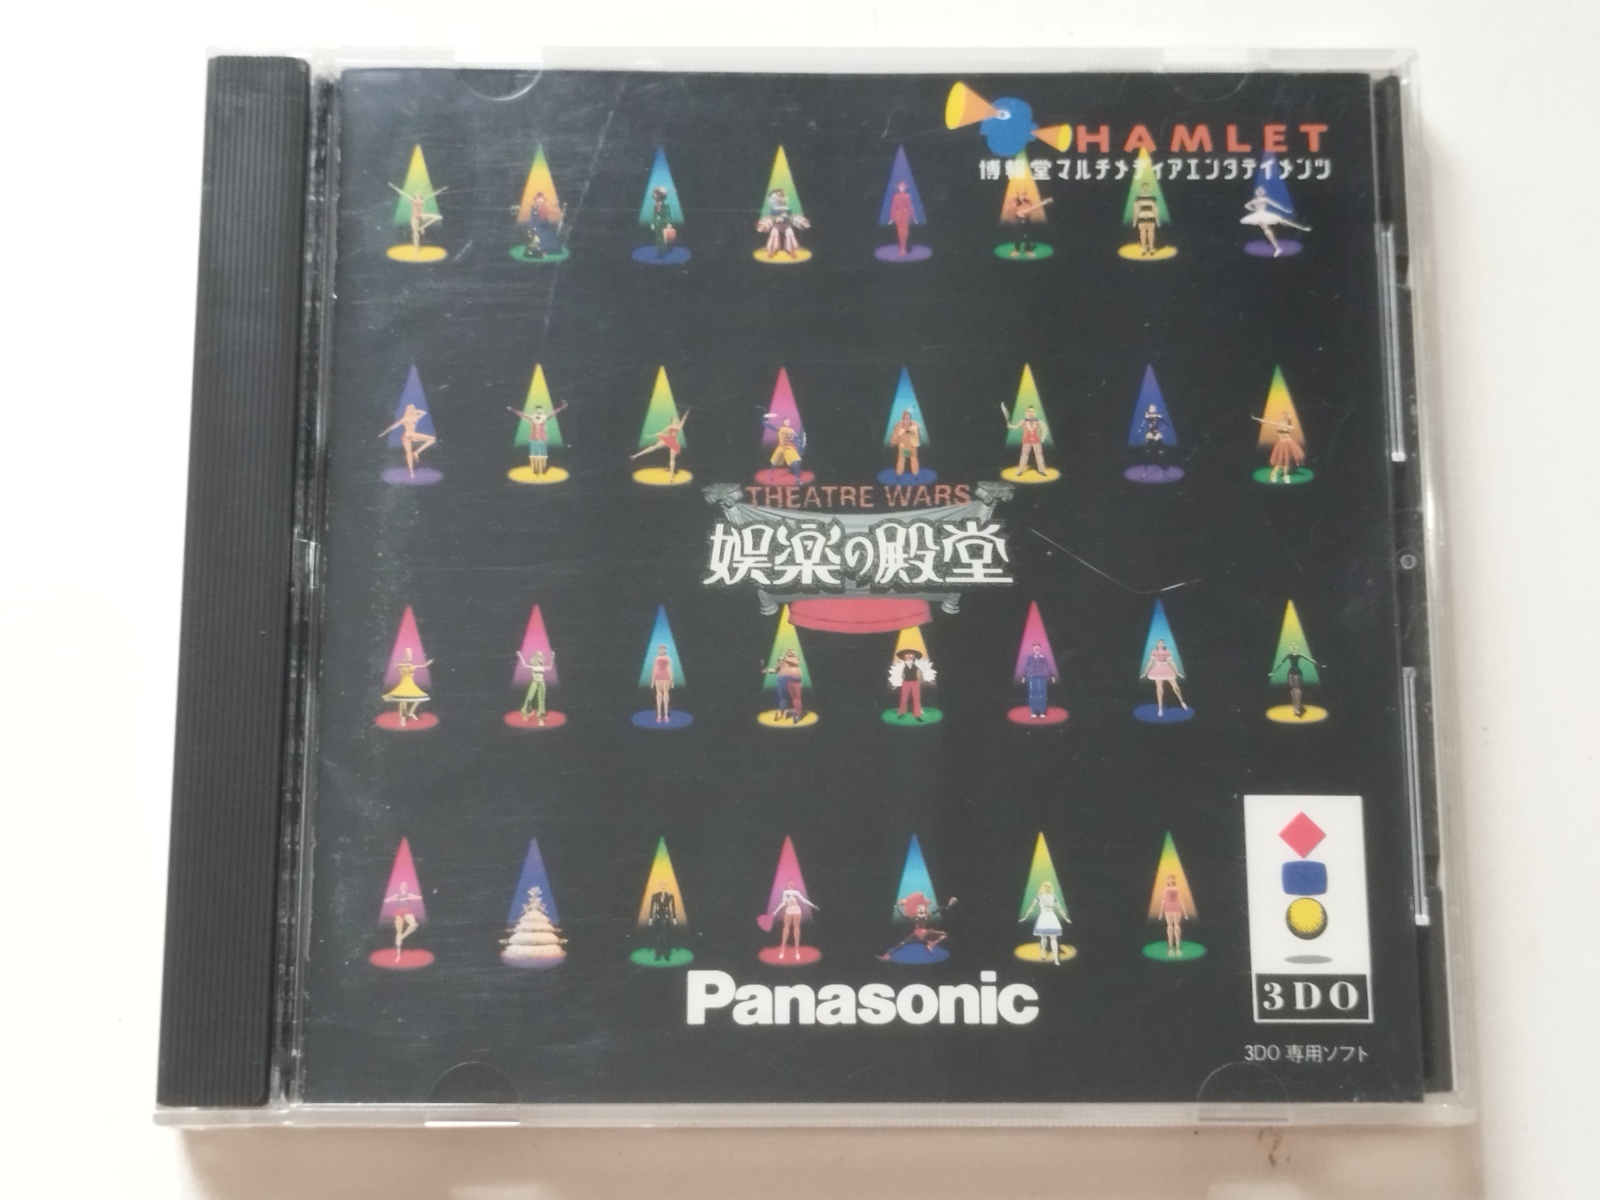 HAMLET
博報堂マルチメディアエンタテイメンツ
THEATRE WARS
娯楽の殿堂
Panasonic
3DO
3DO 専用ソフト